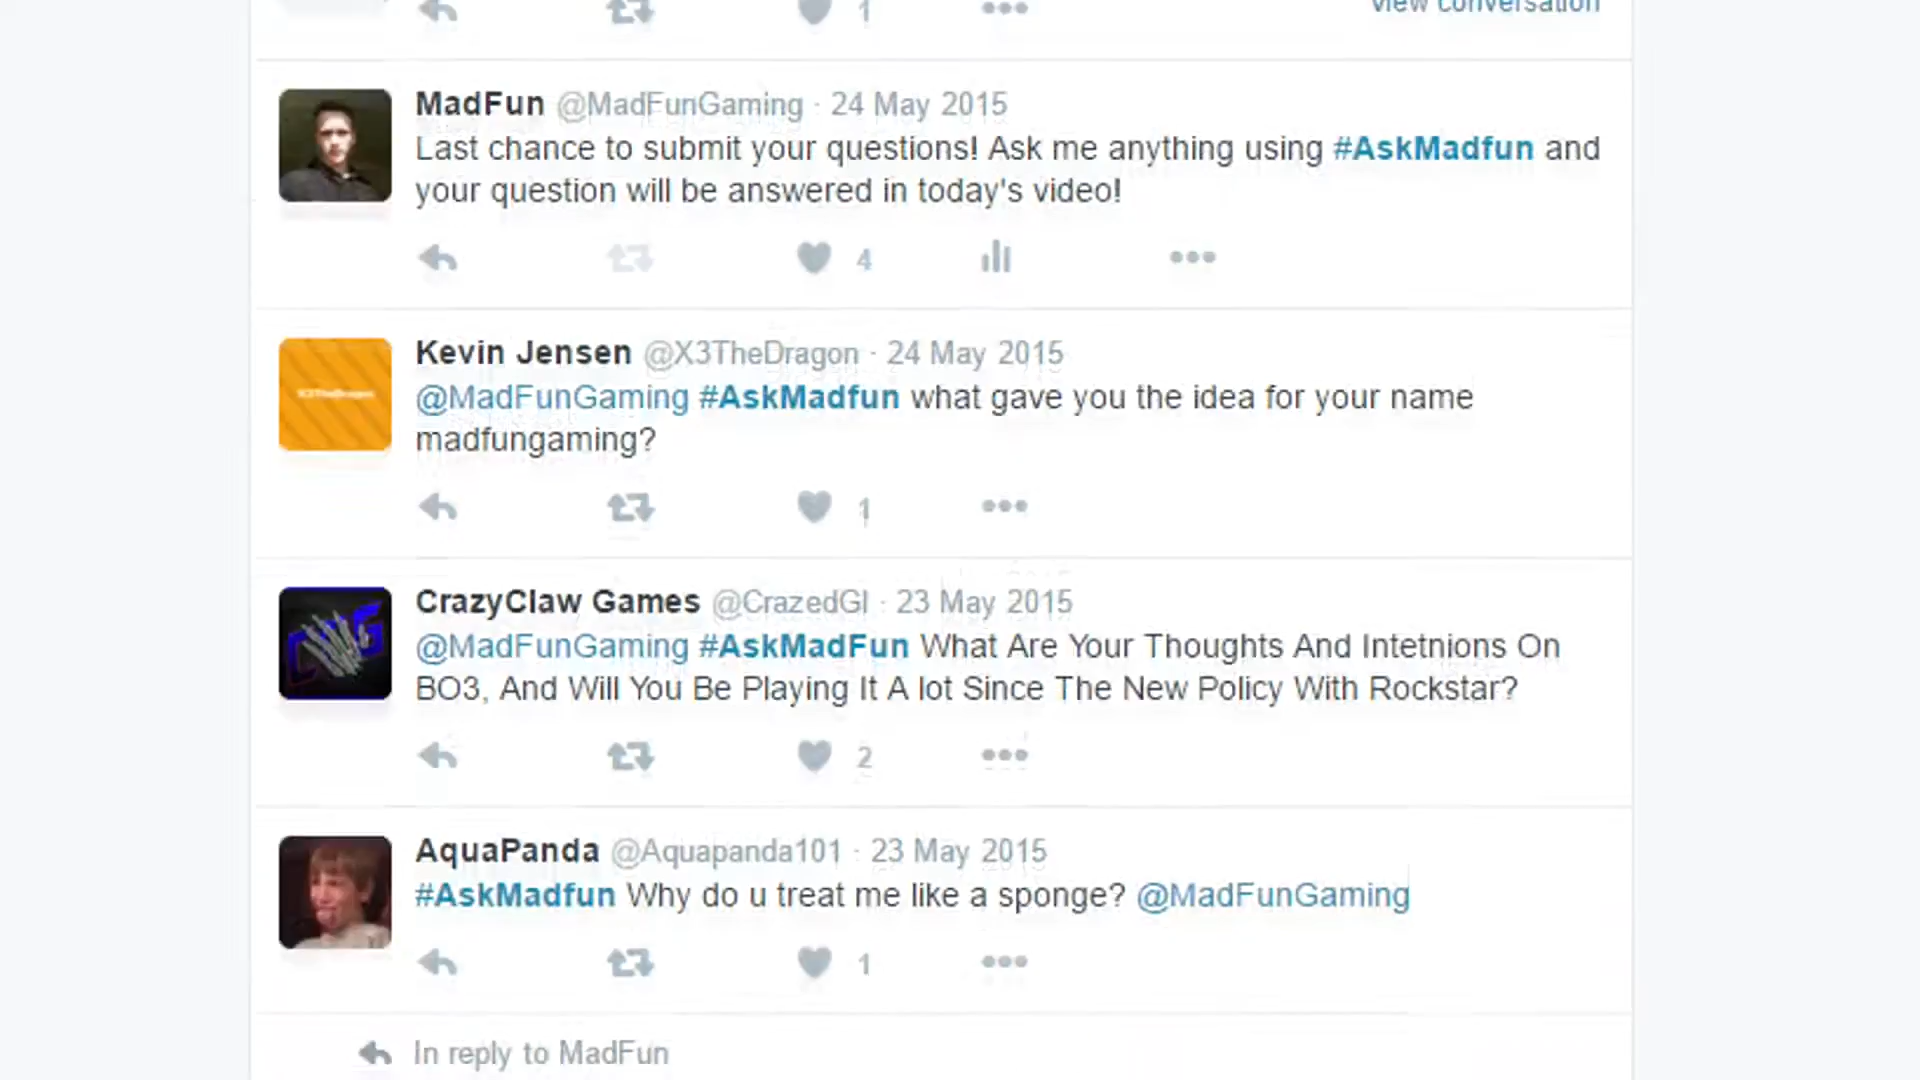 1
View conversation
MadFun @MadFunGaming · 24 May 2015
Last chance to submit your questions! Ask me anything using #AskMadfun and
your question will be answered in today's video!
4
Kevin Jensen @X3TheDragon · 24 May 2015
@MadFunGaming #AskMadfun what gave you the idea for your name
madfungaming?
X3TheDragon
1
CrazyClaw Games @CrazedGI · 23 May 2015
@MadFunGaming #AskMadFun What Are Your Thoughts And Intetnions On
BO3, And Will You Be Playing It A lot Since The New Policy With Rockstar?
2
AquaPanda @Aquapanda101 · 23 May 2015
#AskMadfun Why do u treat me like a sponge? @MadFunGaming
1
In reply to MadFun